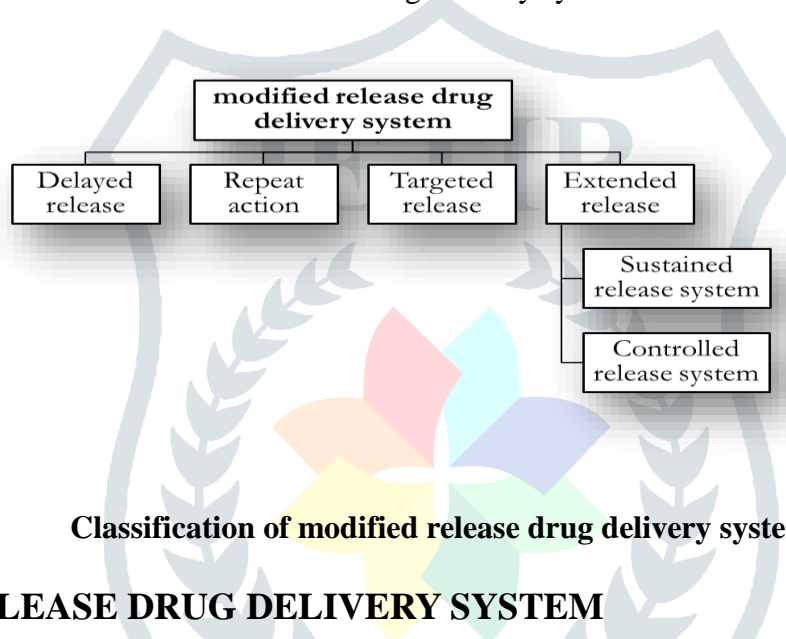 modified release drug
delivery system
Delayed
release
Repeat
action
Targeted
release
Extended
release
Sustained
release system
Controlled
release system
Classification of modified release drug delivery syste
LEASE DRUG DELIVERY SYSTEM